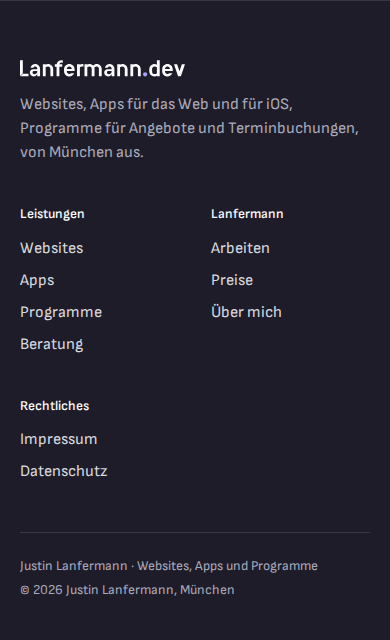 Lanfermann.dev
Websites, Apps für das Web und für iOS,
Programme für Angebote und Terminbuchungen,
von München aus.
Leistungen
Websites
Apps
Programme
Beratung
Lanfermann
Arbeiten
Preise
Über mich
Rechtliches
Impressum
Datenschutz
Justin Lanfermann · Websites, Apps und Programme
© 2026 Justin Lanfermann, München